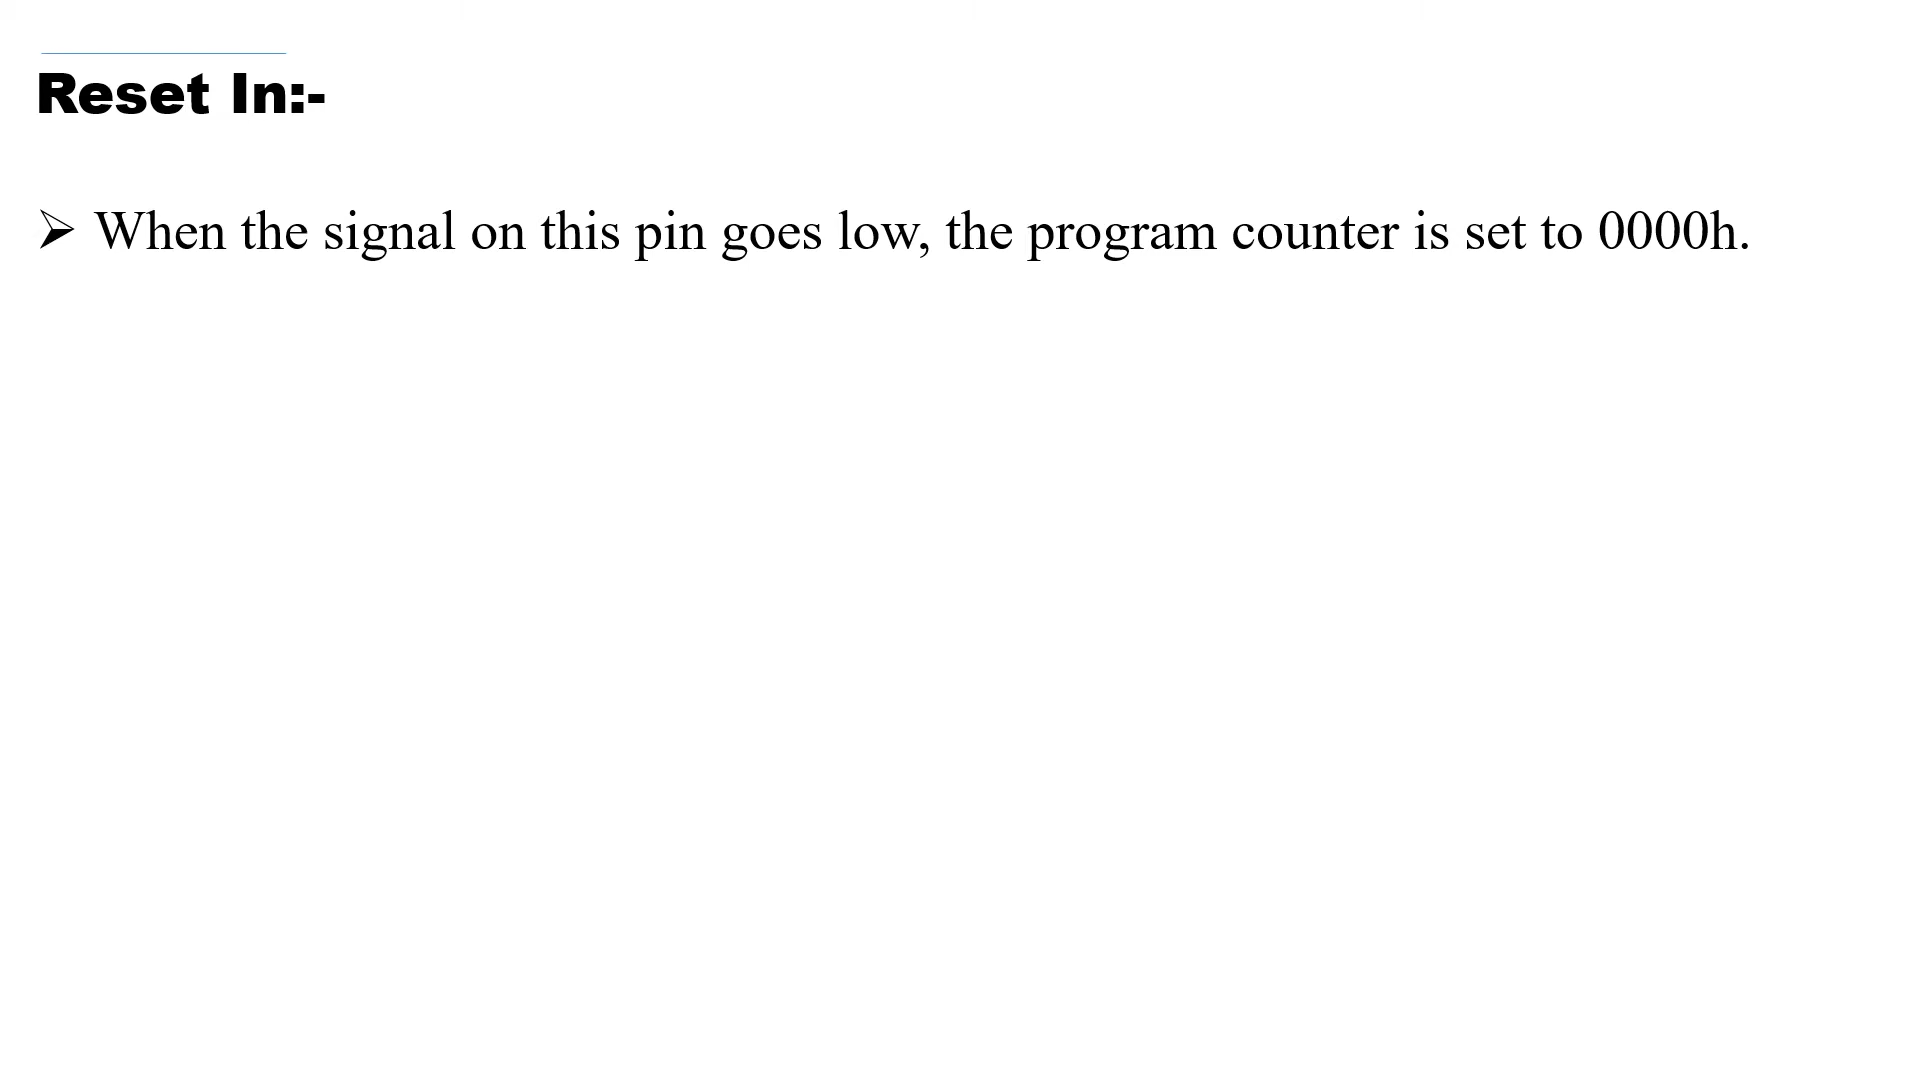 Reset In:-
➢ When the signal on this pin goes low, the program counter is set to 0000h.